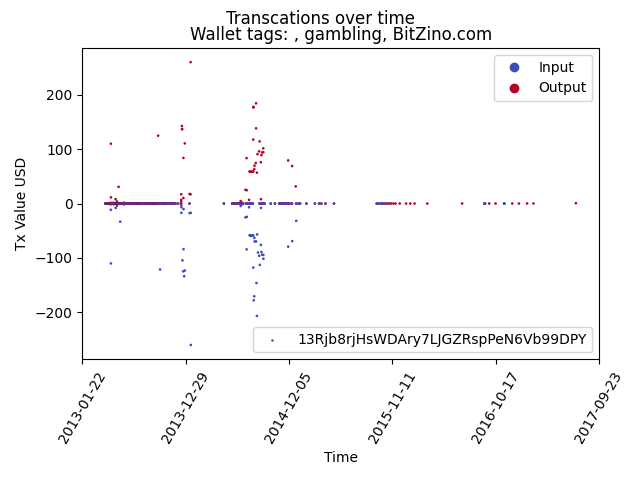 Transcations over time
Wallet tags: , gambling, BitZino.com
Input
Output
Tx Value USD
200
100
0
−100
−200
13Rjb8rjHsWDAry7LJGZRspPeN6Vb99DPY
2013-01-22
2013-12-29
2014-12-05
2015-11-11
2016-10-17
2017-09-23
Time